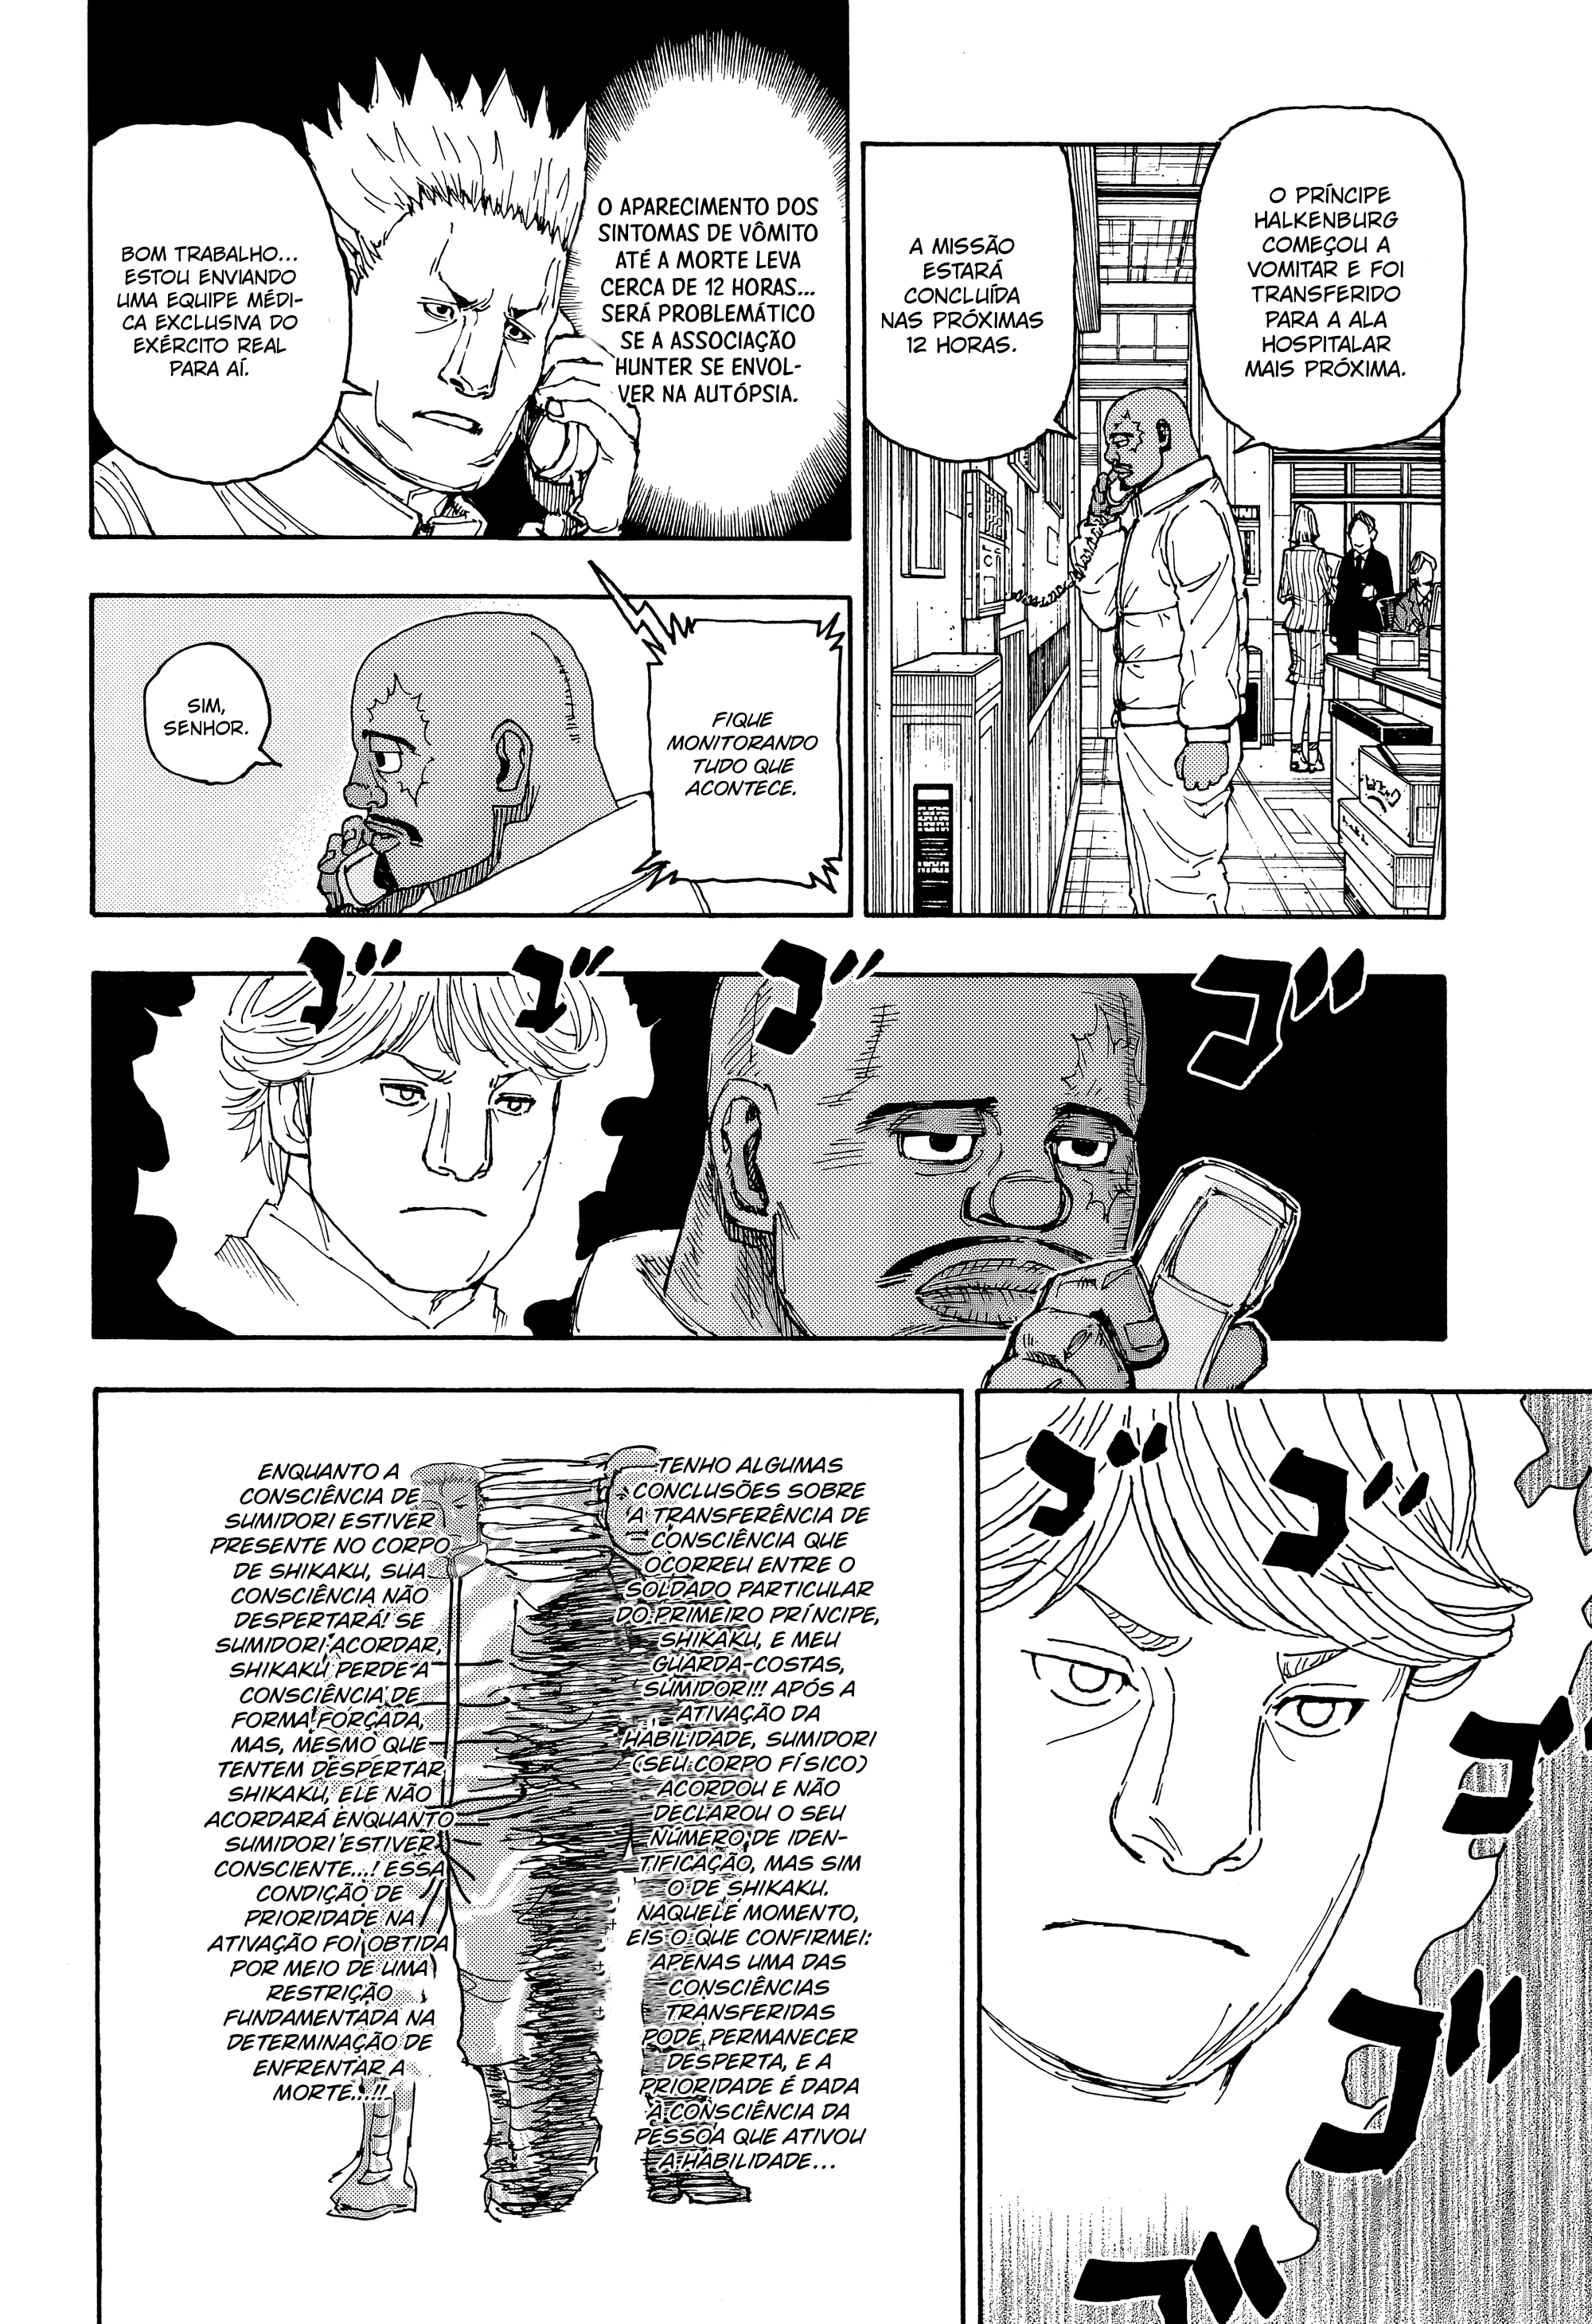 O PRÍNCIPE
HALKENBURG
COMEÇOU A
VOMITAR E FOI
TRANSFERIDO
PARA A ALA
HOSPITALAR
MAIS PRÓXIMA.
A MISSÃO
ESTARÁ
CONCLUÍDA
NAS PRÓXIMAS
12 HORAS.
O APARECIMENTO DOS
SINTOMAS DE VÔMITO
ATÉ A MORTE LEVA
CERCA DE 12 HORAS...
SERÁ PROBLEMÁTICO
SE A ASSOCIAÇÃO
HUNTER SE ENVOL-
VER NA AUTÓPSIA.
BOM TRABALHO...
ESTOU ENVIANDO
UMA EQUIPE MÉDI-
CA EXCLUSIVA DO
EXÉRCITO REAL
PARA AÍ.
FIQUE
MONITORANDO
TUDO QUE
ACONTECE.
SIM,
SENHOR.
ゴ
ゴ
ゴ
ゴ
ゴ
ゴ
ゴ
ゴ
ゴ
TENHO ALGUMAS
CONCLUSÕES SOBRE
A TRANSFERÊNCIA DE
CONSCIÊNCIA QUE
OCORREU ENTRE O
SOLDADO PARTICULAR
DO PRIMEIRO PRÍNCIPE,
SHIKAKU, E MEU
GUARDA-COSTAS,
SUMIDORI!! APÓS A
ATIVAÇÃO DA
HABILIDADE, SUMIDORI
(SEU CORPO FÍSICO)
ACORDOU E NÃO
DECLAROU O SEU
NÚMERO DE IDEN-
TIFICAÇÃO, MAS SIM
O DE SHIKAKU.
NAQUELE MOMENTO,
EIS O QUE CONFIRMEI:
APENAS UMA DAS
CONSCIÊNCIAS
TRANSFERIDAS
PODE PERMANECER
DESPERTA, E A
PRIORIDADE É DADA
À CONSCIÊNCIA DA
PESSOA QUE ATIVOU
A HABILIDADE...
ENQUANTO A
CONSCIÊNCIA DE
SUMIDORI ESTIVER
PRESENTE NO CORPO
DE SHIKAKU, SUA
CONSCIÊNCIA NÃO
DESPERTARÁ! SE
SUMIDORI ACORDAR,
SHIKAKU PERDE A
CONSCIÊNCIA DE
FORMA FORÇADA,
MAS, MESMO QUE
TENTEM DESPERTAR
SHIKAKU, ELE NÃO
ACORDARÁ ENQUANTO
SUMIDORI ESTIVER
CONSCIENTE...! ESSA
CONDIÇÃO DE
PRIORIDADE NA
ATIVAÇÃO FOI OBTIDA
POR MEIO DE UMA
RESTRIÇÃO
FUNDAMENTADA NA
DETERMINAÇÃO DE
ENFRENTAR A
MORTE...!!